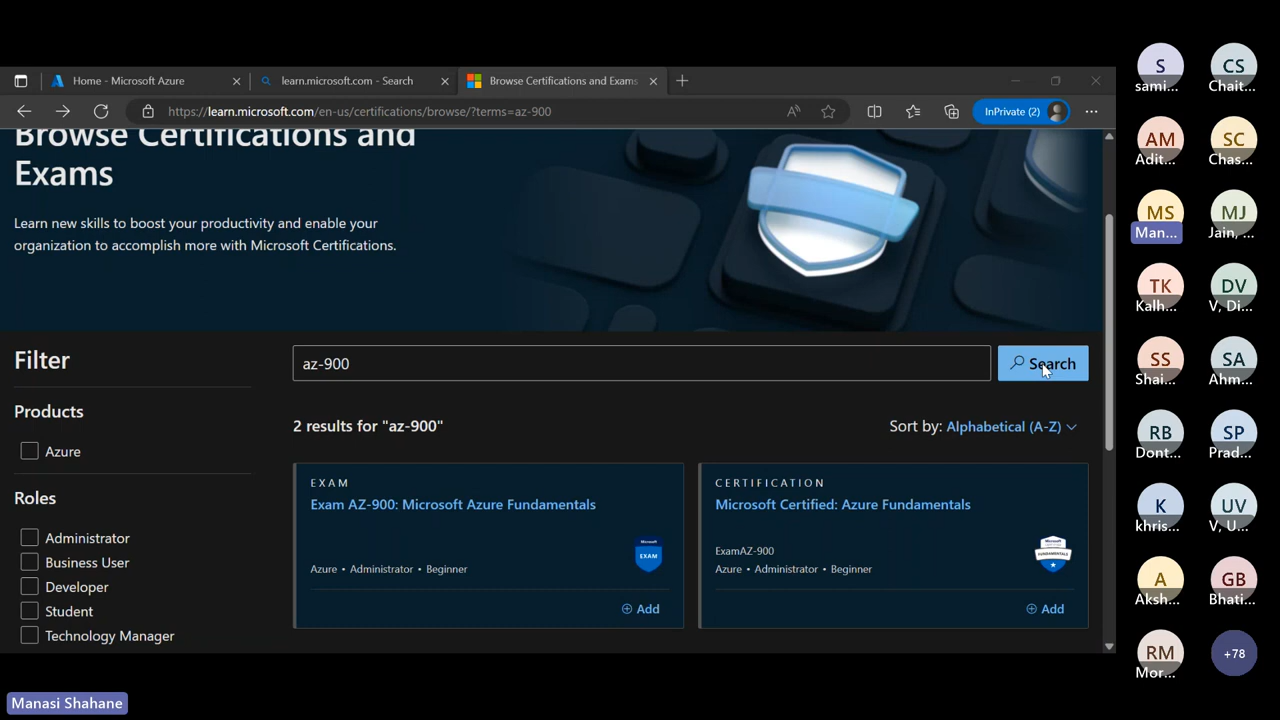 Home - Microsoft Azure
learn.microsoft.com - Search
Browse Certifications and Exams
https://learn.microsoft.com/en-us/certifications/browse/?terms=az-900
InPrivate (2)
Browse Certifications and
Exams
Learn new skills to boost your productivity and enable your
organization to accomplish more with Microsoft Certifications.
Filter
Products
Azure
Roles
Administrator
Business User
Developer
Student
Technology Manager
az-900
Search
2 results for "az-900"
Sort by: Alphabetical (A-Z)
EXAM
Exam AZ-900: Microsoft Azure Fundamentals
Microsoft
EXAM
Azure • Administrator • Beginner
Add
CERTIFICATION
Microsoft Certified: Azure Fundamentals
ExamAZ-900
Azure • Administrator • Beginner
FUNDAMENTALS
Add
S
sami...
CS
Chait...
AM
Adit...
SC
Chas...
MS
Man...
MJ
Jain, ...
TK
Kalh...
DV
V, Di...
SS
Shai...
SA
Ahm...
RB
Dont...
SP
Prad...
K
khris...
UV
V, U...
A
Aksh...
GB
Bhati...
RM
Mor...
+78
Manasi Shahane